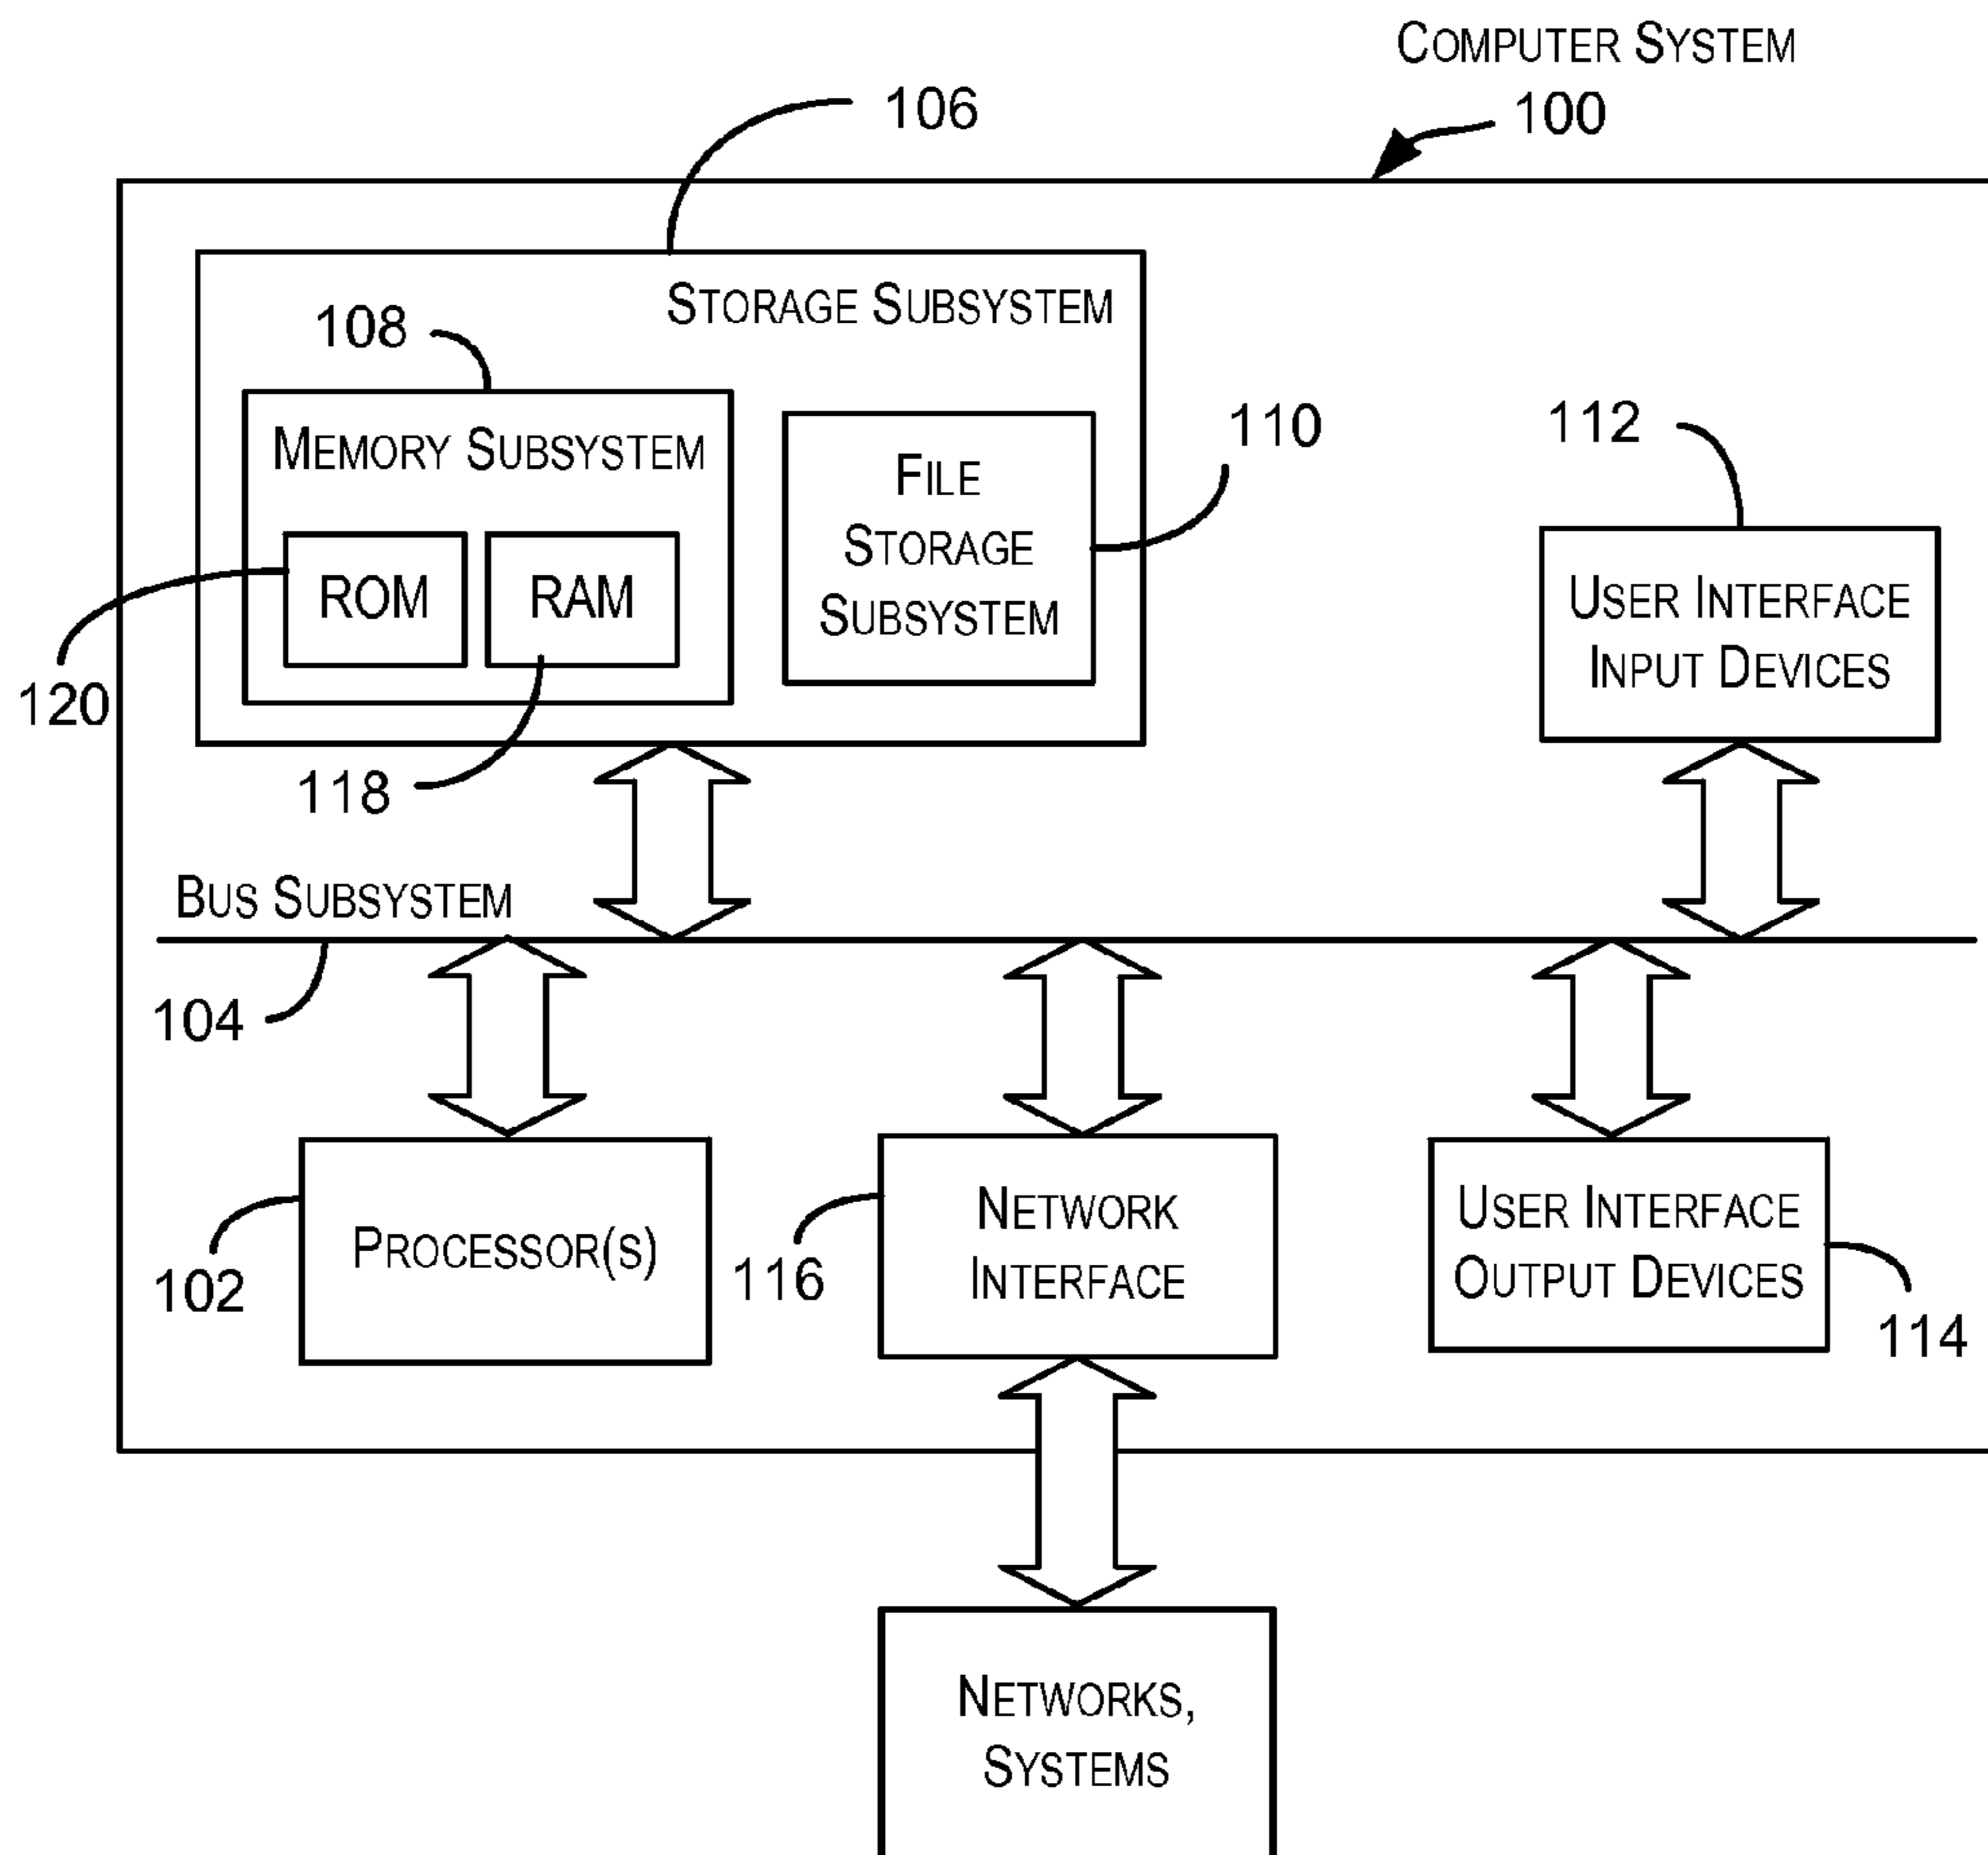 COMPUTER SYSTEM
100
106
STORAGE SUBSYSTEM
108
MEMORY SUBSYSTEM
ROM
RAM
120
118
FILE
STORAGE
SUBSYSTEM
110
112
USER INTERFACE
INPUT DEVICES
BUS SUBSYSTEM
104
PROCESSOR(S)
102
NETWORK
INTERFACE
116
USER INTERFACE
OUTPUT DEVICES
114
NETWORKS,
SYSTEMS